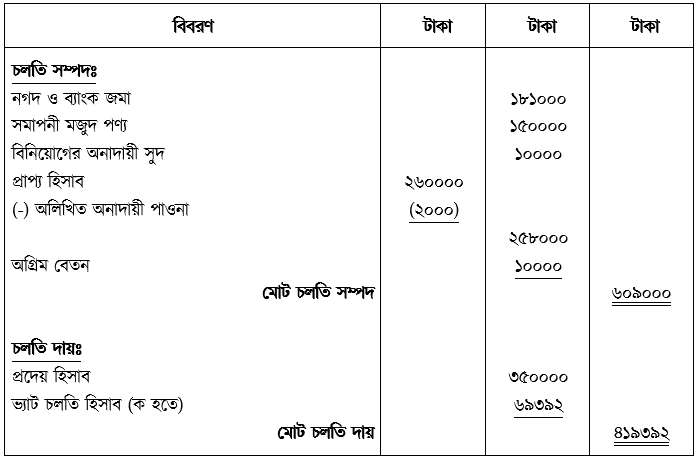 বিবরণ টাকা টাকা টাকা
চলতি সম্পদঃ
নগদ ও ব্যাংক জমা ১৮১০০০
সমাপনী মজুদ পণ্য ১৫০০০০
বিনিয়োগের অনাদায়ী সুদ ১০০০০
প্রাপ্য হিসাব ২৬০০০০
(-) অলিখিত অনাদায়ী পাওনা (২০০০)
২৫৮০০০
অগ্রিম বেতন ১০০০০
মোট চলতি সম্পদ ৬০৯০০০
চলতি দায়ঃ
প্রদেয় হিসাব ৩৫০০০০
ভ্যাট চলতি হিসাব (ক হতে) ৬৯৩৯২
মোট চলতি দায় ৪১৯৩৯২